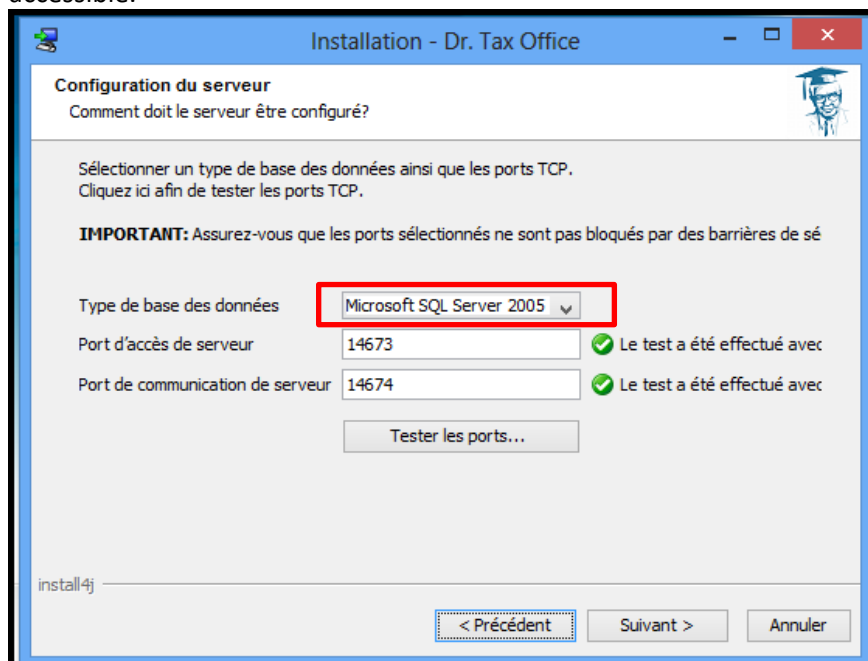 accessible.
Installation - Dr. Tax Office
Configuration du serveur
Comment doit le serveur être configuré?
Sélectionner un type de base des données ainsi que les ports TCP.
Cliquez ici afin de tester les ports TCP.
IMPORTANT: Assurez-vous que les ports sélectionnés ne sont pas bloqués par des barrières de sé
Type de base des données Microsoft SQL Server 2005
Port d'accès de serveur 14673 Le test a été effectué avec
Port de communication de serveur 14674 Le test a été effectué avec
Tester les ports...
install4j
< Précédent Suivant > Annuler